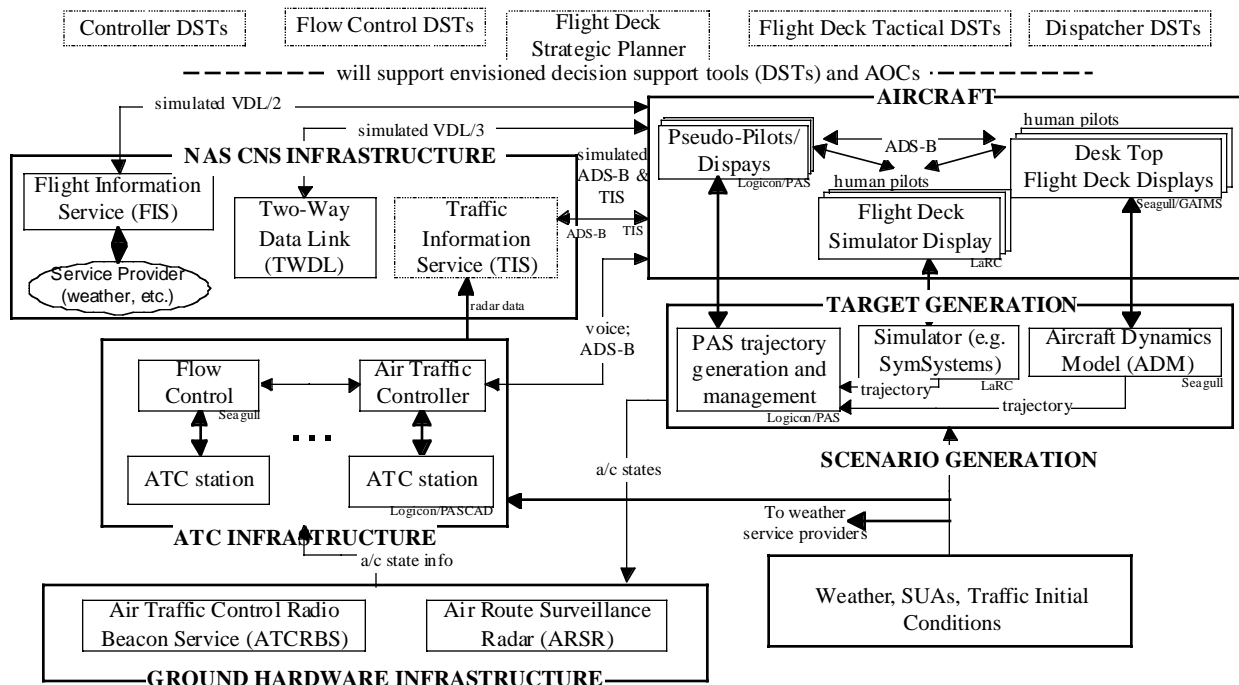 Controller DSTs
Flow Control DSTs
Flight Deck
Strategic Planner
Flight Deck Tactical DSTs
Dispatcher DSTs
will support envisioned decision support tools (DSTs) and AOCs
simulated VDL/2
simulated VDL/3
NAS CNS INFRASTRUCTURE
Flight Information
Service (FIS)
Service Provider
(weather, etc.)
Two-Way
Data Link
(TWDL)
Traffic
Information
Service (TIS)
radar data
simulated
ADS-B &
TIS
ADS-B
TIS
voice;
ADS-B
AIRCRAFT
Pseudo-Pilots/
Dispays
Logicon/PAS
ADS-B
human pilots
Flight Deck
Simulator Display
LaRC
human pilots
Desk Top
Flight Deck Displays
Seagull/GAIMS
TARGET GENERATION
PAS trajectory
generation and
management
Logicon/PAS
Simulator (e.g.
SymSystems)
LaRC
trajectory
Aircraft Dynamics
Model (ADM)
Seagull
trajectory
Flow
Control
Seagull
Air Traffic
Controller
ATC station
ATC station
Logicon/PASCAD
ATC INFRASTRUCTURE
a/c state info
a/c states
SCENARIO GENERATION
To weather
service providers
Weather, SUAs, Traffic Initial
Conditions
Air Traffic Control Radio
Beacon Service (ATCRBS)
Air Route Surveillance
Radar (ARSR)
GROUND HARDWARE INFRASTRUCTURE